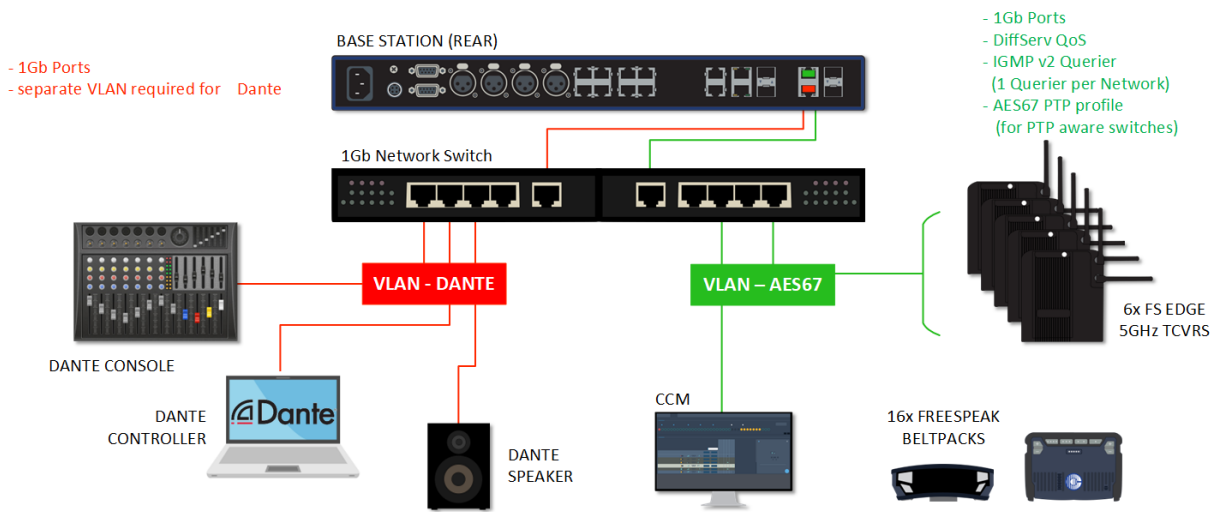 - 1Gb Ports
- separate VLAN required for Dante
BASE STATION (REAR)
- 1Gb Ports
- DiffServ QoS
- IGMP v2 Querier
(1 Querier per Network)
- AES67 PTP profile
(for PTP aware switches)
1Gb Network Switch
VLAN - DANTE
VLAN – AES67
6x FS EDGE
5GHz TCVRS
DANTE CONSOLE
DANTE
CONTROLLER
Dante
DANTE
SPEAKER
CCM
16x FREESPEAK
BELTPACKS